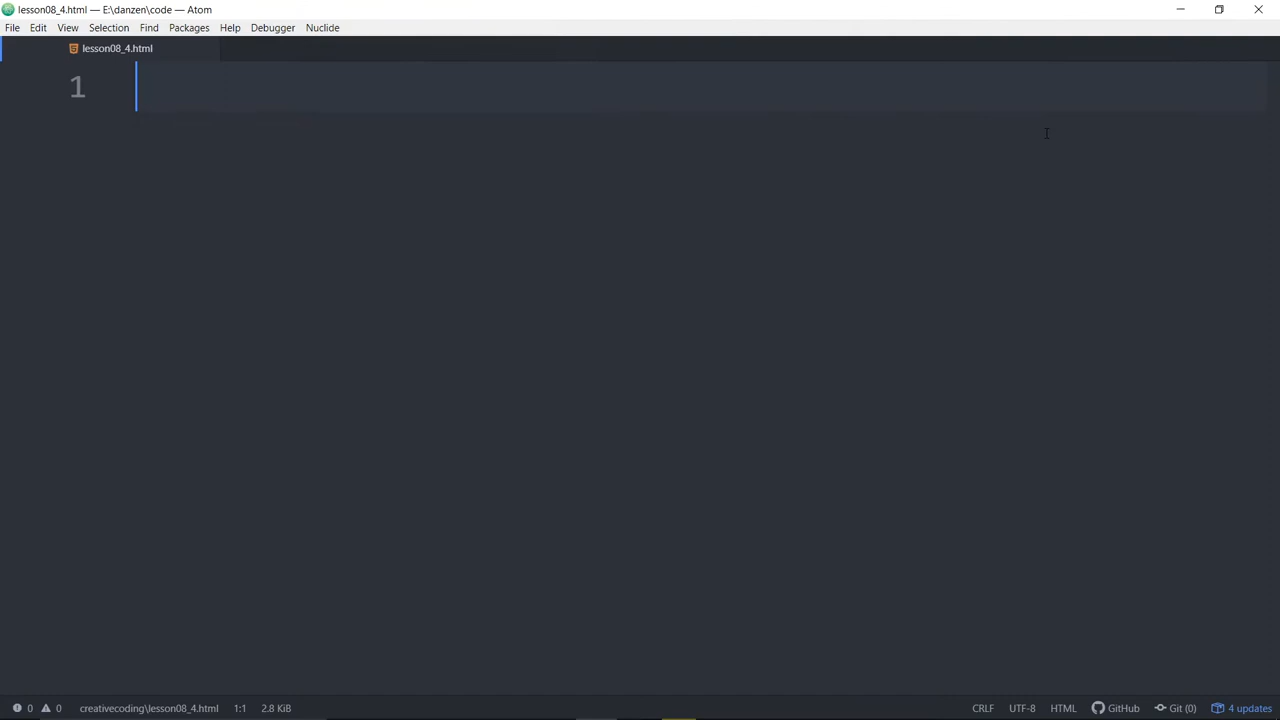 lesson08_4.html — E:\danzen\code — Atom
File Edit View Selection Find Packages Help Debugger Nuclide
lesson08_4.html
1
0 0 creativecoding\lesson08_4.html 1:1 2.8 KiB CRLF UTF-8 HTML GitHub Git (0) 4 updates